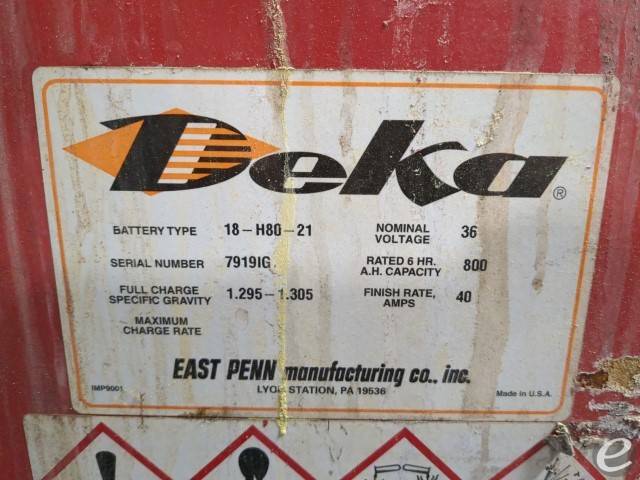 Deka®
BATTERY TYPE 18-H80-21
NOMINAL VOLTAGE 36
SERIAL NUMBER 7919IG
RATED 6 HR. A.H. CAPACITY 800
FULL CHARGE SPECIFIC GRAVITY 1.295-1.305
FINISH RATE, AMPS 40
MAXIMUM CHARGE RATE
EAST PENN manufacturing co., inc.
LYON STATION, PA 19536
IMP9001
Made in U.S.A.
e